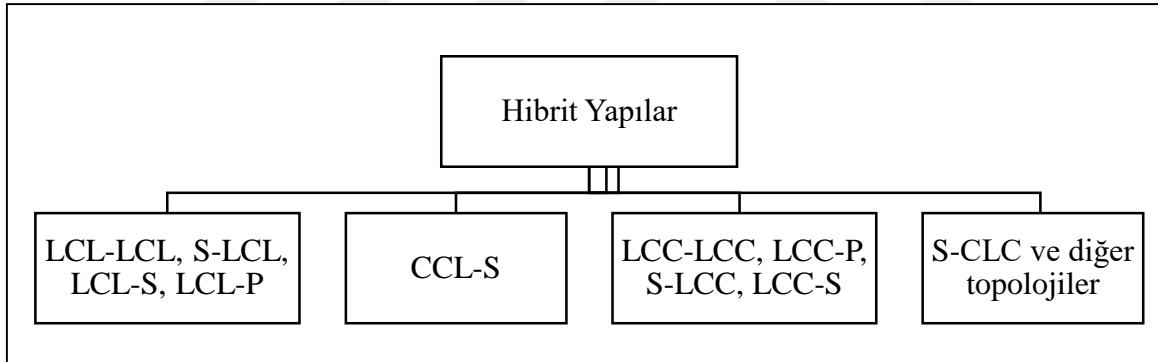 Hibrit Yapılar
LCL-LCL, S-LCL,
LCL-S, LCL-P
CCL-S
LCC-LCC, LCC-P,
S-LCC, LCC-S
S-CLC ve diğer
topolojiler